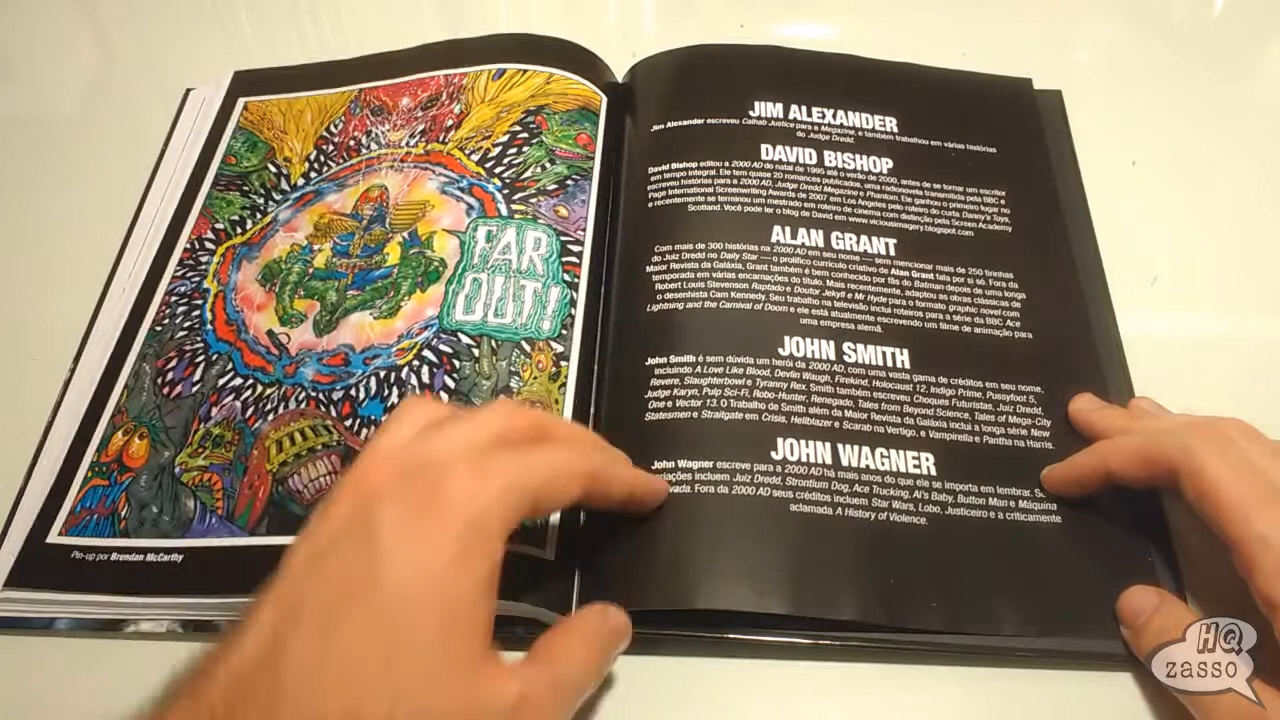 FAR
OUT!
Pin-up por Brendan McCarthy
JIM ALEXANDER
Jim Alexander escreveu Calhab Justice para a Megazine, e também trabalhou em várias histórias
do Judge Dredd.
DAVID BISHOP
David Bishop editou a 2000 AD do natal de 1995 até o verão de 2000, antes de se tornar um escritor
em tempo integral. Ele tem quase 20 romances publicados, uma radionovela transmitida pela BBC e
escreveu histórias para a 2000 AD, Judge Dredd Megazine e Phantom. Ele ganhou o primeiro lugar no
Page International Screenwriting Awards de 2007 em Los Angeles pelo roteiro do curta Danny's Toys,
e recentemente se terminou um mestrado em roteiro de cinema com distinção pela Screen Academy
Scotland. Você pode ler o blog de David em www.viciousimagery.blogspot.com
ALAN GRANT
Com mais de 300 histórias na 2000 AD em seu nome — sem mencionar mais de 250 tirinhas
do Juiz Dredd no Daily Star — o prolífico currículo criativo de Alan Grant fala por si só. Fora da
Maior Revista da Galáxia, Grant também é bem conhecido por fãs do Batman depois de uma longa
temporada em várias encarnações do título. Mais recentemente, adaptou as obras clássicas de
Robert Louis Stevenson Raptado e Doutor Jekyll e Mr Hyde para o formato graphic novel com
o desenhista Cam Kennedy. Seu trabalho na televisão inclui roteiros para a série da BBC Ace
Lightning and the Carnival of Doom e ele está atualmente escrevendo um filme de animação para
uma empresa alemã.
JOHN SMITH
John Smith é sem dúvida um herói da 2000 AD, com uma vasta gama de créditos em seu nome,
incluindo A Love Like Blood, Devlin Waugh, Firekind, Holocaust 12, Indigo Prime, Pussyfoot 5,
Revere, Slaughterbowl e Tyranny Rex. Smith também escreveu Choques Futuristas, Juiz Dredd,
Judge Karyn, Pulp Sci-Fi, Robo-Hunter, Renegado, Tales from Beyond Science, Tales of Mega-City
One e Vector 13. O Trabalho de Smith além da Maior Revista da Galáxia inclui a longa série New
Statesmen e Straitgate em Crisis, Hellblazer e Scarab na Vertigo, e Vampirella e Pantha na Harris.
JOHN WAGNER
John Wagner escreve para a 2000 AD há mais anos do que ele se importa em lembrar.
incluem Juiz Dredd, Strontium Dog, Ace Trucking, Al's Baby, Button Man e Máquina
Fora da 2000 AD seus créditos incluem Star Wars, Lobo, Justiceiro e a criticamente
aclamada A History of Violence.
HQ
zasso